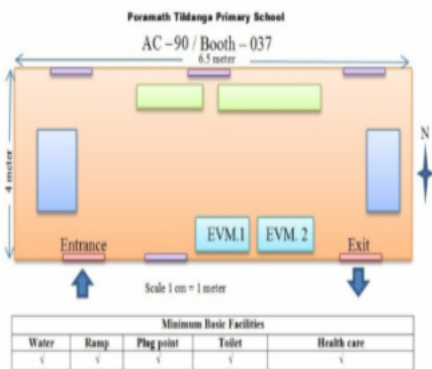 Poramath Tildanga Primary School
AC – 90 / Booth – 037
6.5 meter
4 meter
N
EVM.1
EVM. 2
Entrance
Exit
Scale 1 cm = 1 meter
Minimum Basic Facilities
Water Ramp Plug point Toilet Health care
√ √ √ √ √